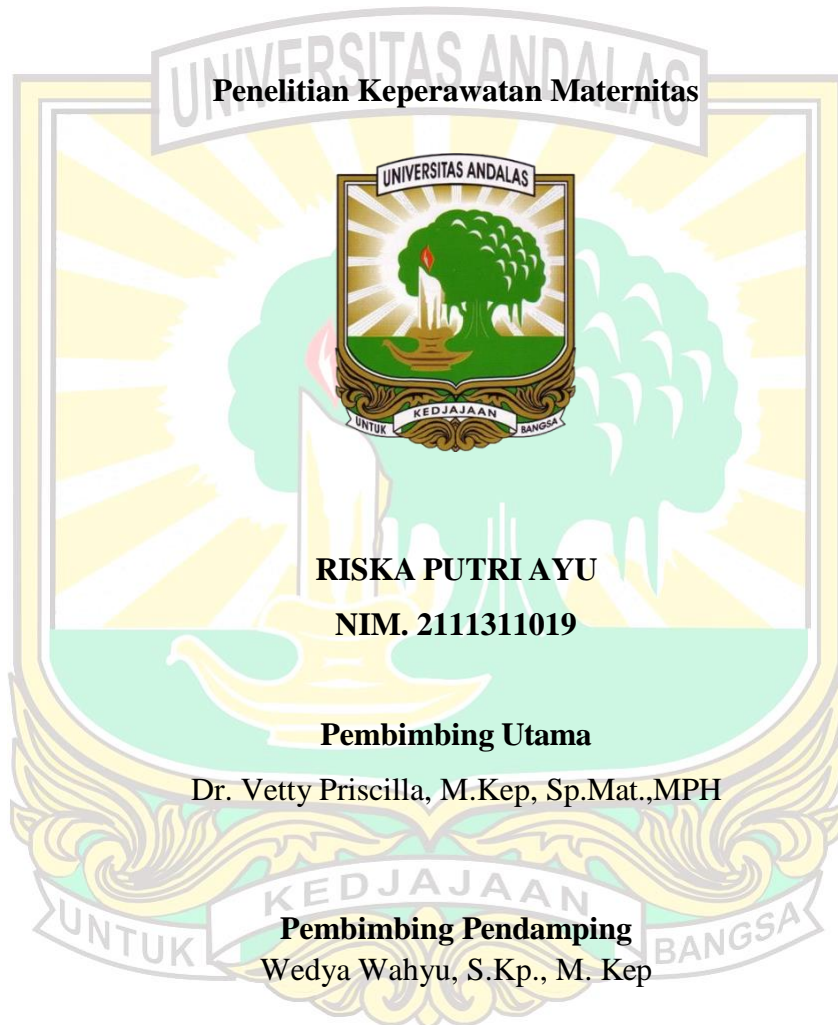 UNIVERSITAS ANDALAS
Penelitian Keperawatan Maternitas
UNIVERSITAS ANDALAS
UNTUK KEDJAJAAN BANGSA
RISKA PUTRI AYU
NIM. 2111311019
Pembimbing Utama
Dr. Vetty Priscilla, M.Kep, Sp.Mat.,MPH
UNTUK KEDJAJAAN BANGSA
Pembimbing Pendamping
Wedya Wahyu, S.Kp., M. Kep